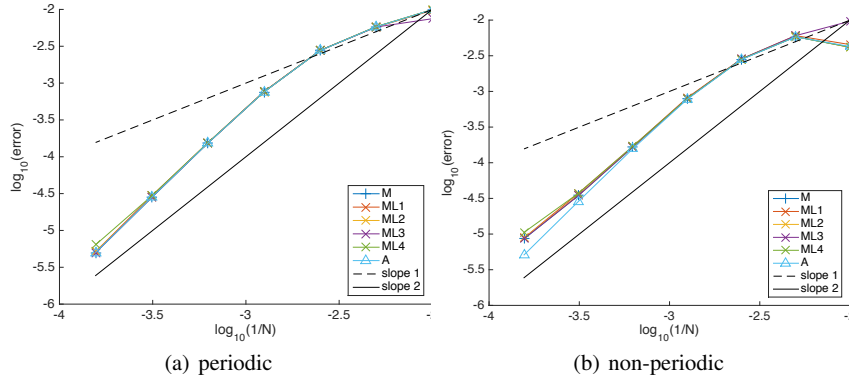 -2
-2.5
-3
-3.5
-4
-4.5
-5
-5.5
-6
log10(error)
-4
-3.5
-3
-2.5
log10(1/N)
M
ML1
ML2
ML3
ML4
A
slope 1
slope 2
(a) periodic
-2
-2.5
-3
-3.5
-4
-4.5
-5
-5.5
-6
log10(error)
-4
-3.5
-3
-2.5
log10(1/N)
M
ML1
ML2
ML3
ML4
A
slope 1
slope 2
(b) non-periodic